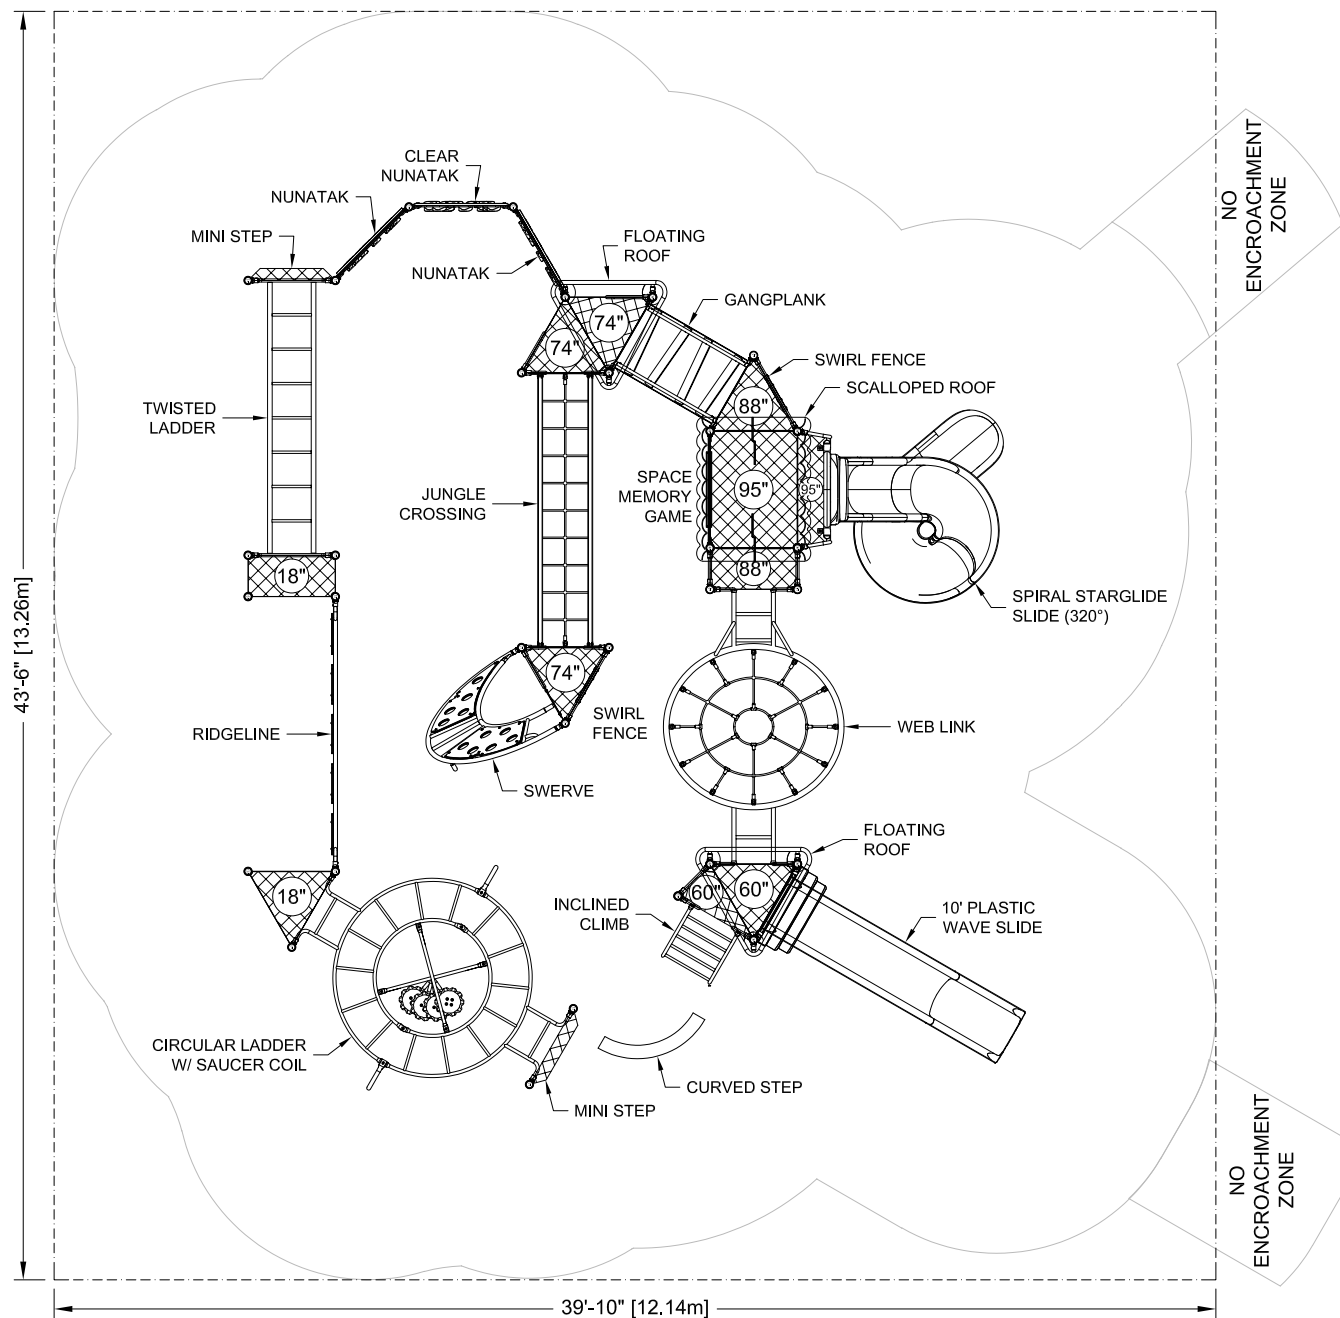 CLEAR
NUNATAK
NUNATAK
MINI STEP
NUNATAK
FLOATING
ROOF
GANGPLANK
SWIRL FENCE
SCALLOPED ROOF
NO
ENCROACHMENT
ZONE
74"
74"
88"
TWISTED
LADDER
JUNGLE
CROSSING
SPACE
MEMORY
GAME
95"
95"
18"
88"
SPIRAL STARGLIDE
SLIDE (320°)
43'-6" [13.26m]
74"
RIDGELINE
SWIRL
FENCE
WEB LINK
SWERVE
FLOATING
ROOF
18"
60"
60"
INCLINED
CLIMB
10' PLASTIC
WAVE SLIDE
CIRCULAR LADDER
W/ SAUCER COIL
CURVED STEP
MINI STEP
NO
ENCROACHMENT
ZONE
39'-10" [12.14m]